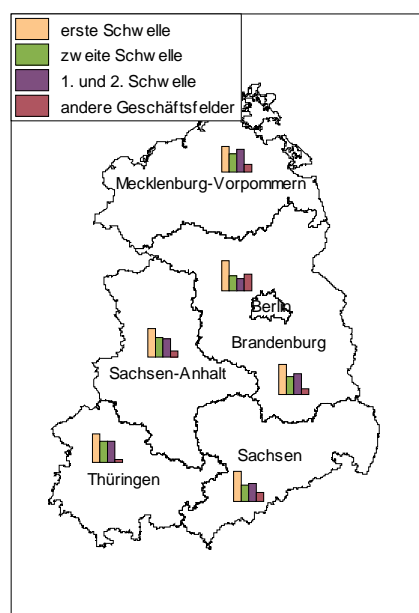 erste Schwelle
zweite Schwelle
1. und 2. Schwelle
andere Geschäftsfelder
Mecklenburg-Vorpommern
Berlin
Brandenburg
Sachsen-Anhalt
Sachsen
Thüringen